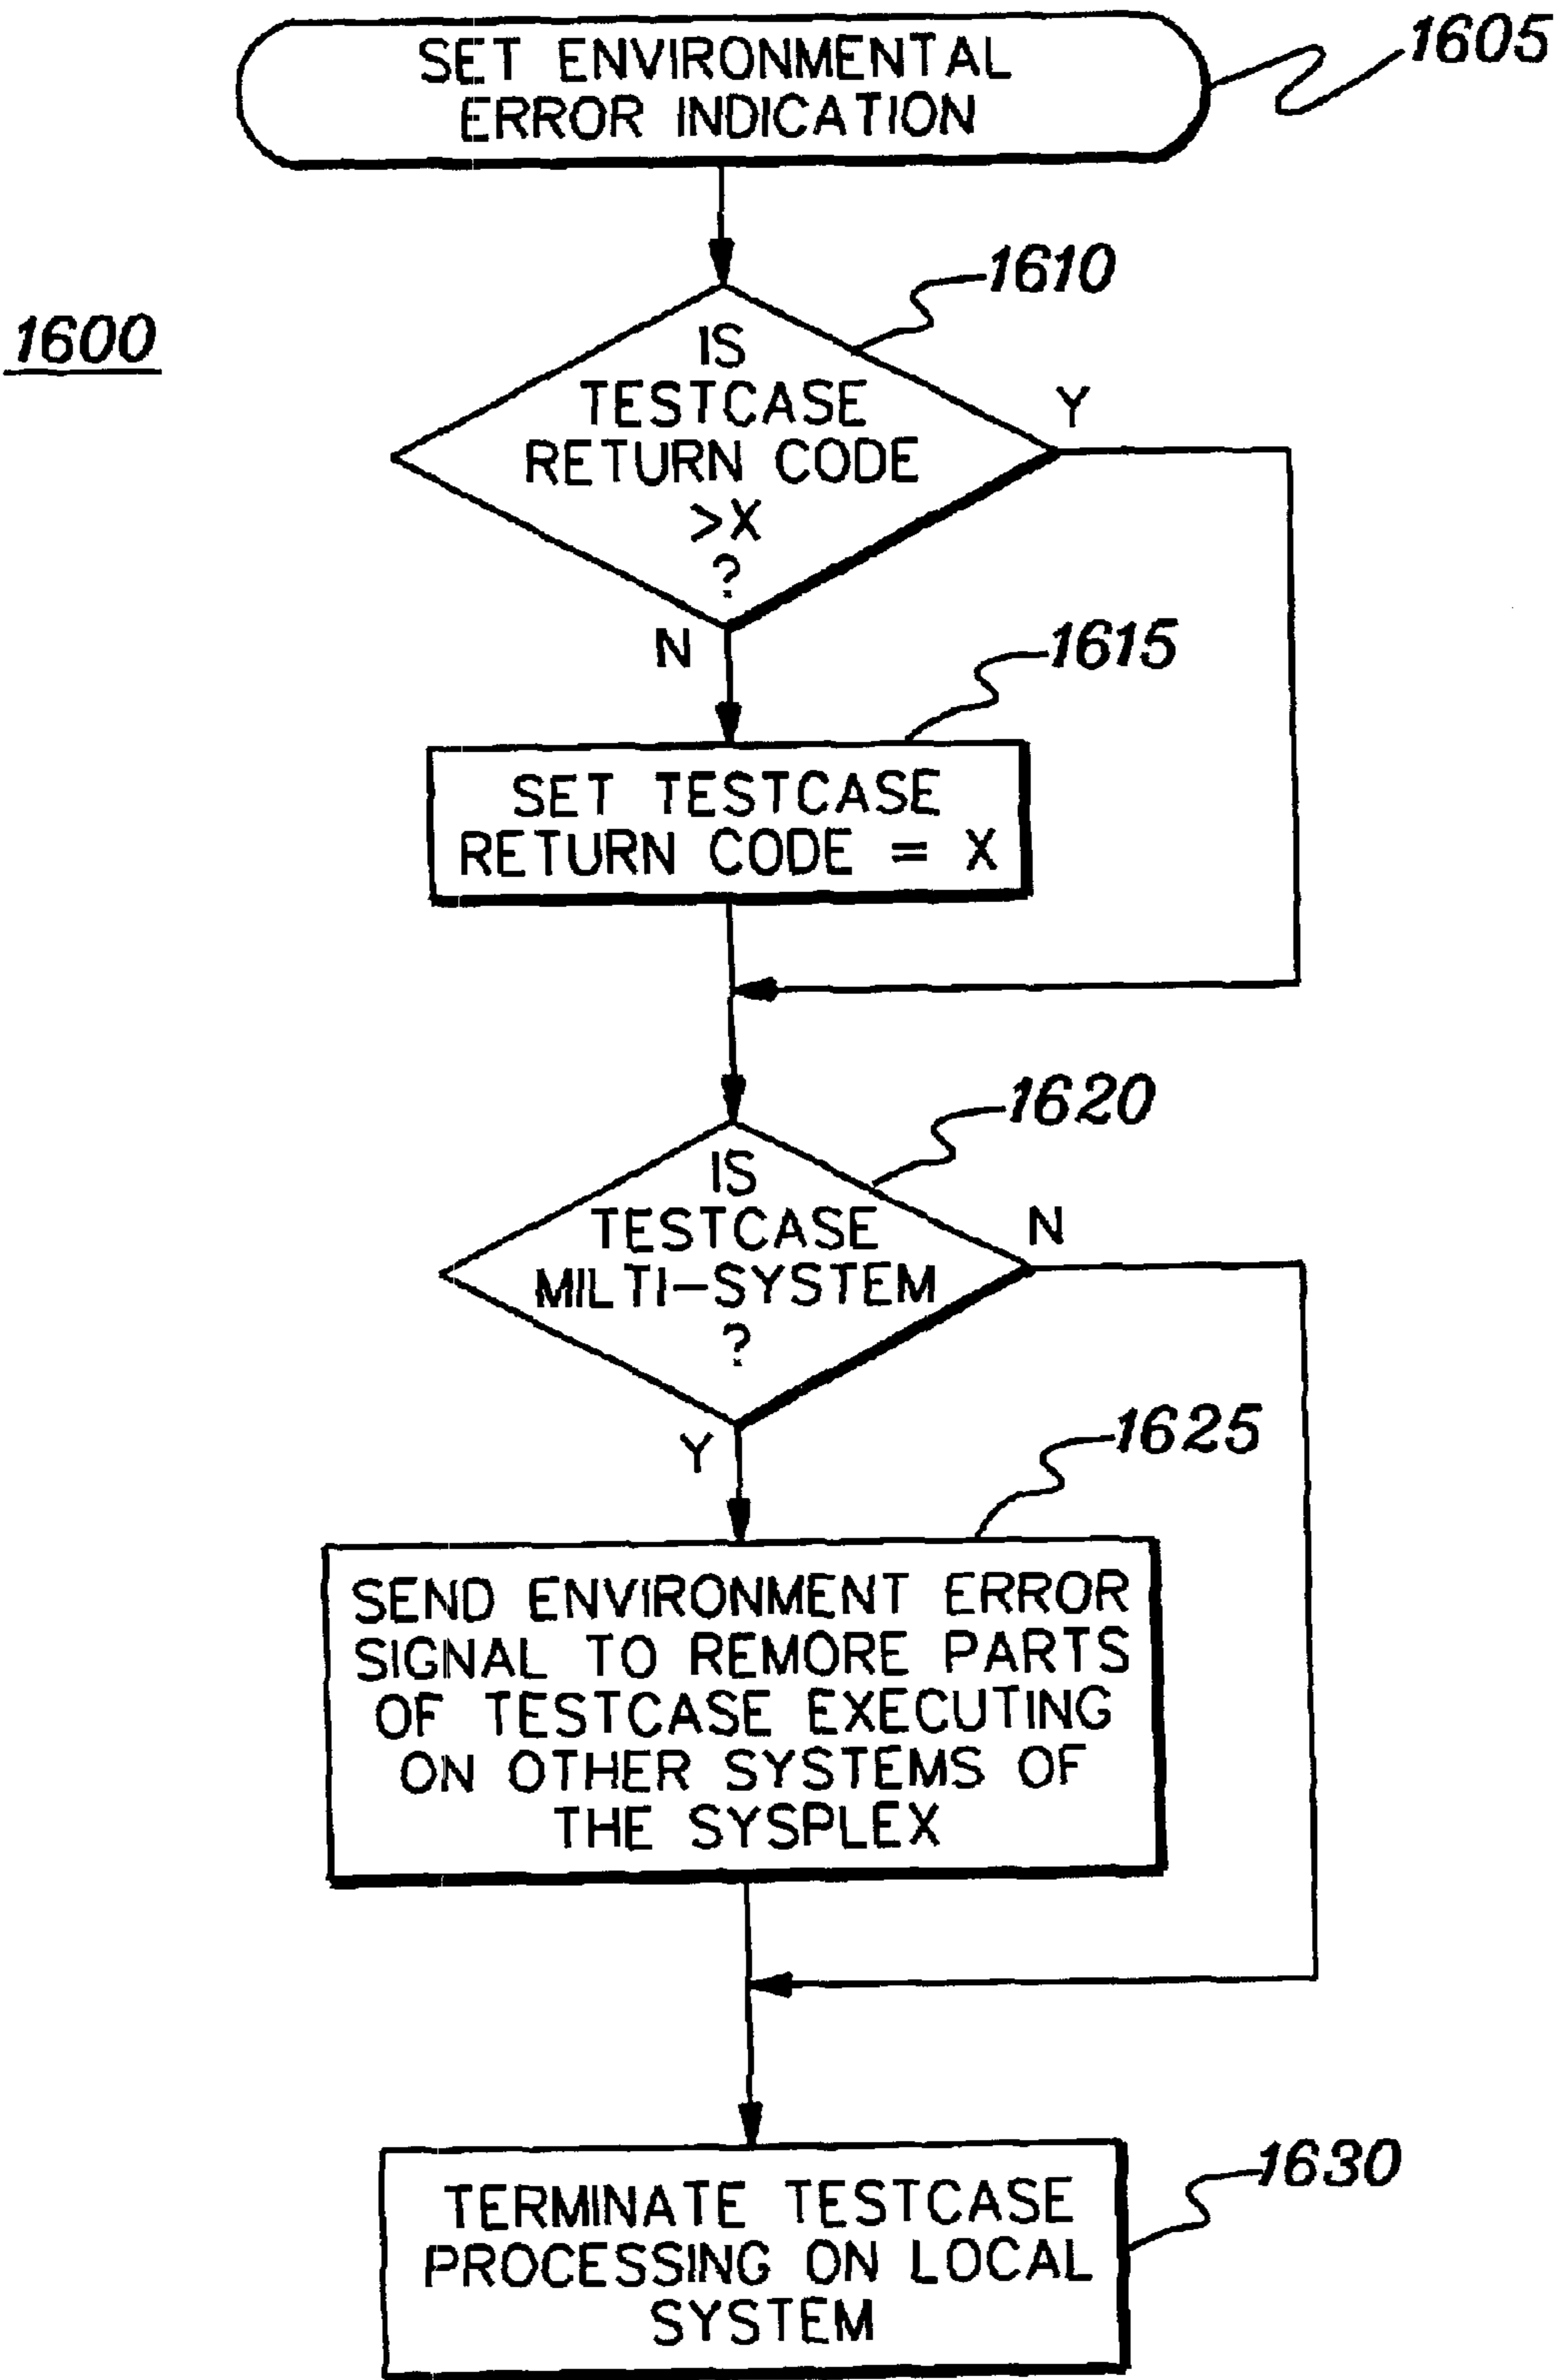 SET ENVIRONMENTAL
ERROR INDICATION
1605
1600
1610
IS
TESTCASE
RETURN CODE
>X
?
Y
N
1615
SET TESTCASE
RETURN CODE = X
1620
IS
TESTCASE
MILTI-SYSTEM
?
N
Y
1625
SEND ENVIRONMENT ERROR
SIGNAL TO REMORE PARTS
OF TESTCASE EXECUTING
ON OTHER SYSTEMS OF
THE SYSPLEX
1630
TERMINATE TESTCASE
PROCESSING ON LOCAL
SYSTEM